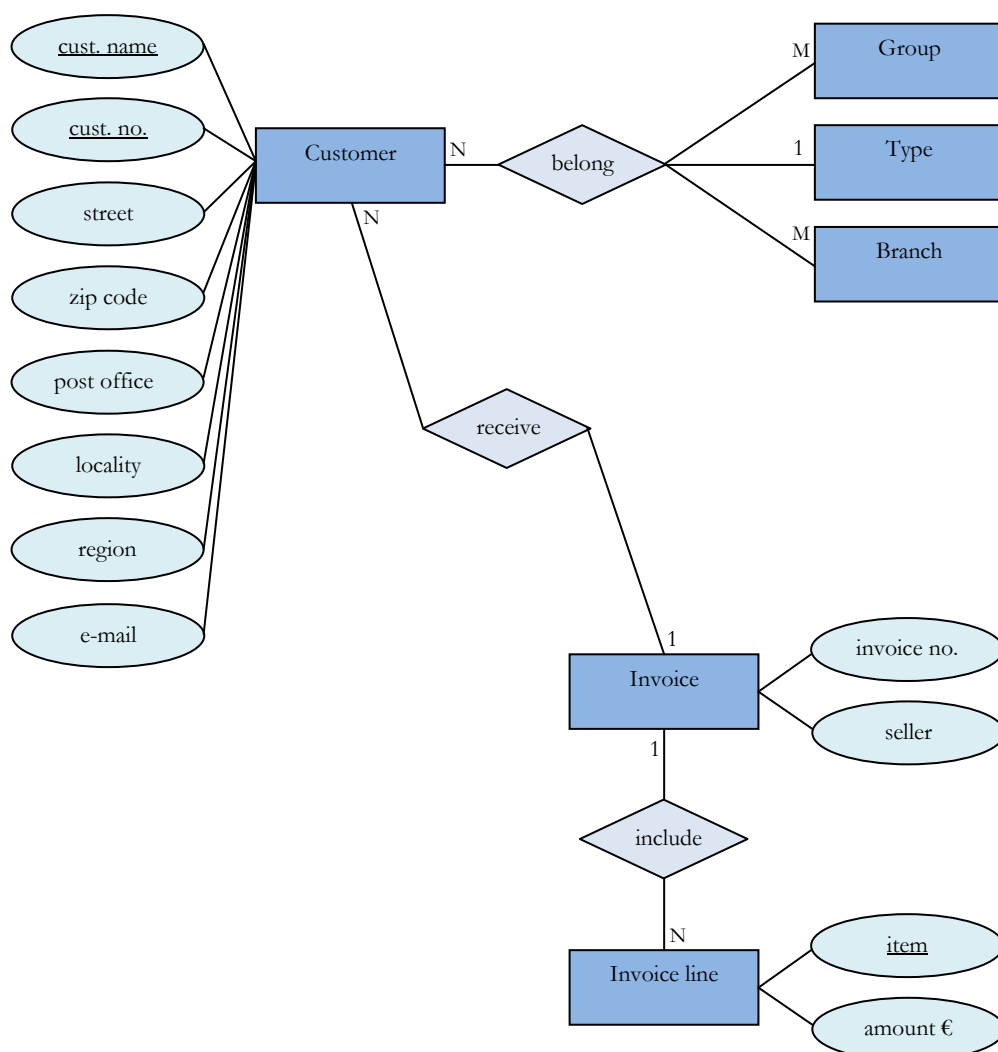 cust. name
cust. no.
street
zip code
post office
locality
region
e-mail
Customer
N
N
belong
M
Group
1
Type
M
Branch
receive
1
Invoice
1
invoice no.
seller
include
N
Invoice line
item
amount €